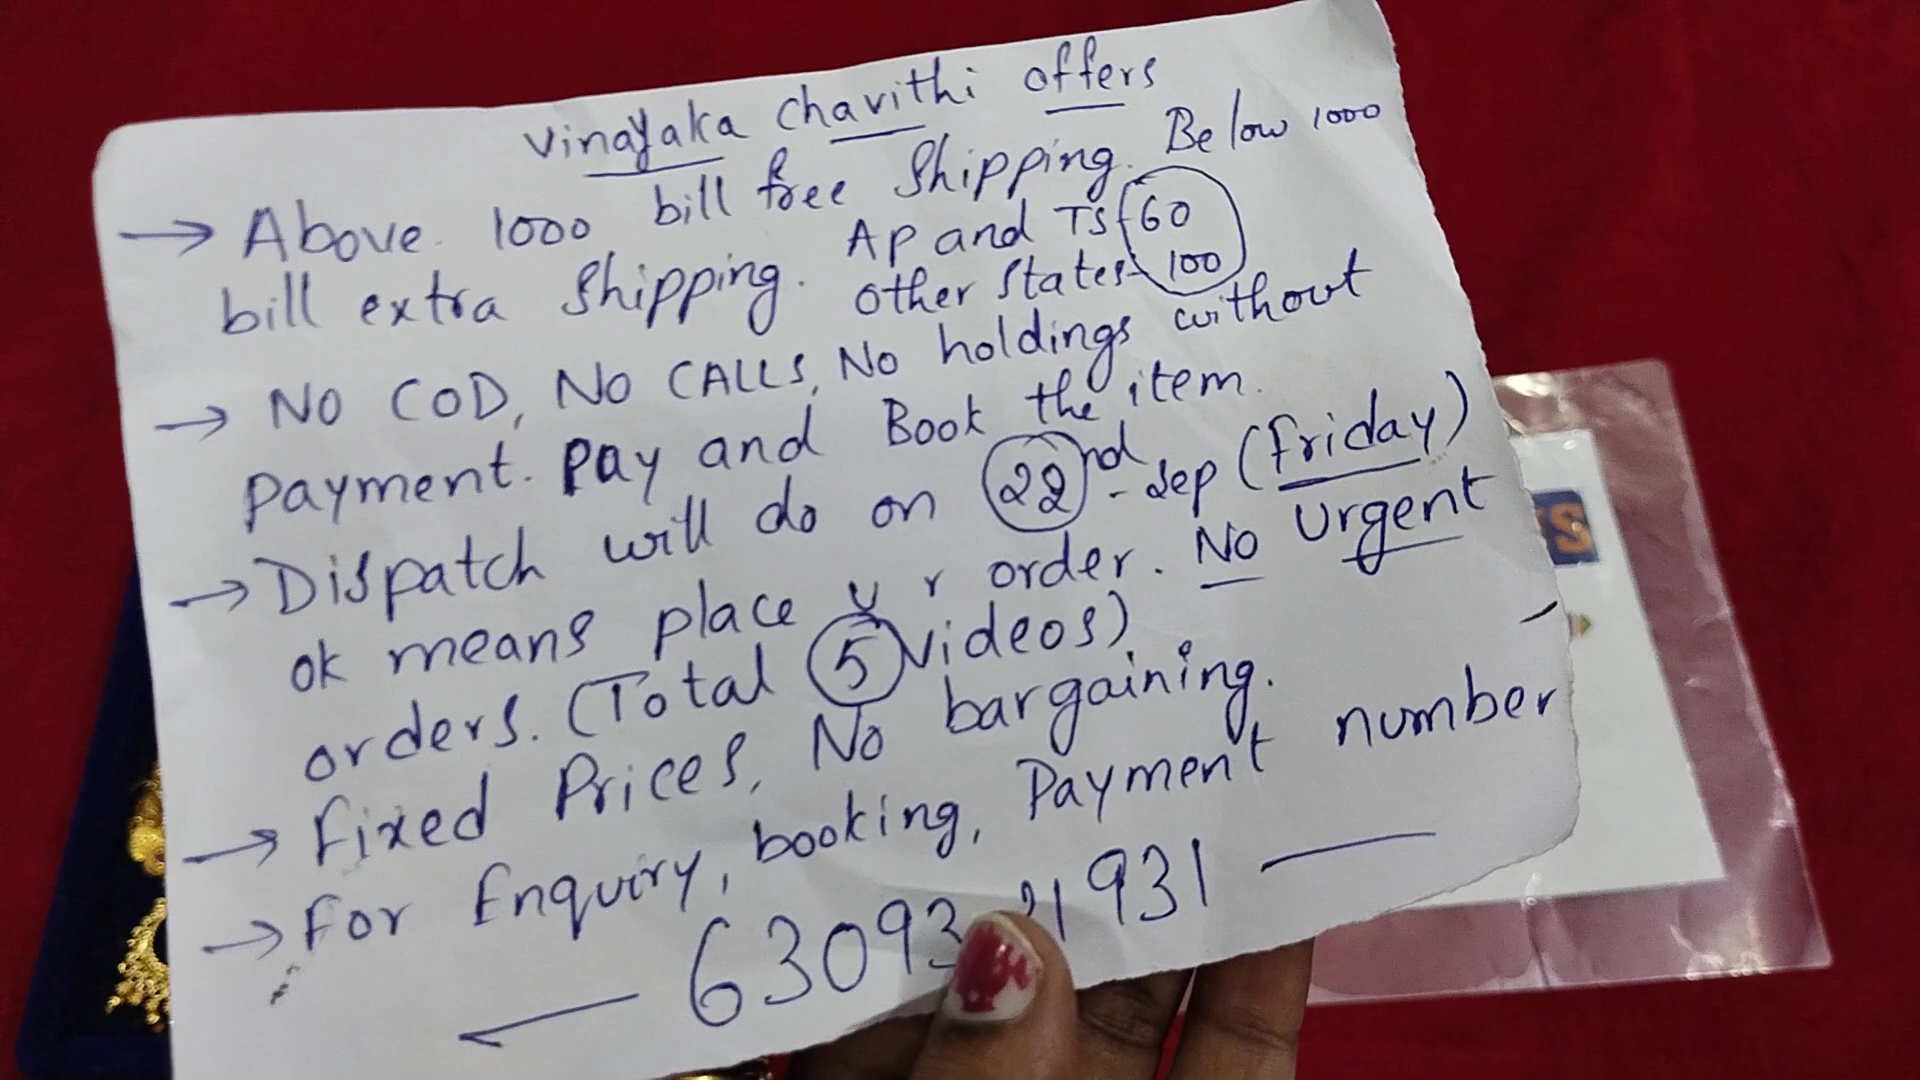 Vinayaka Chavithi offers
→ Above 1000 bill free Shipping. Below 1000
bill extra Shipping. AP and TS-60
Other States-100
→ NO COD, NO CALLS, No holdings without
Payment. Pay and Book the item.
→ Dispatch will do on 22nd-Sep (Friday)
ok means place yr order. No Urgent
orders. (Total 5 videos)
→ Fixed Prices, No bargaining.
→ For Enquiry, booking, Payment number
S